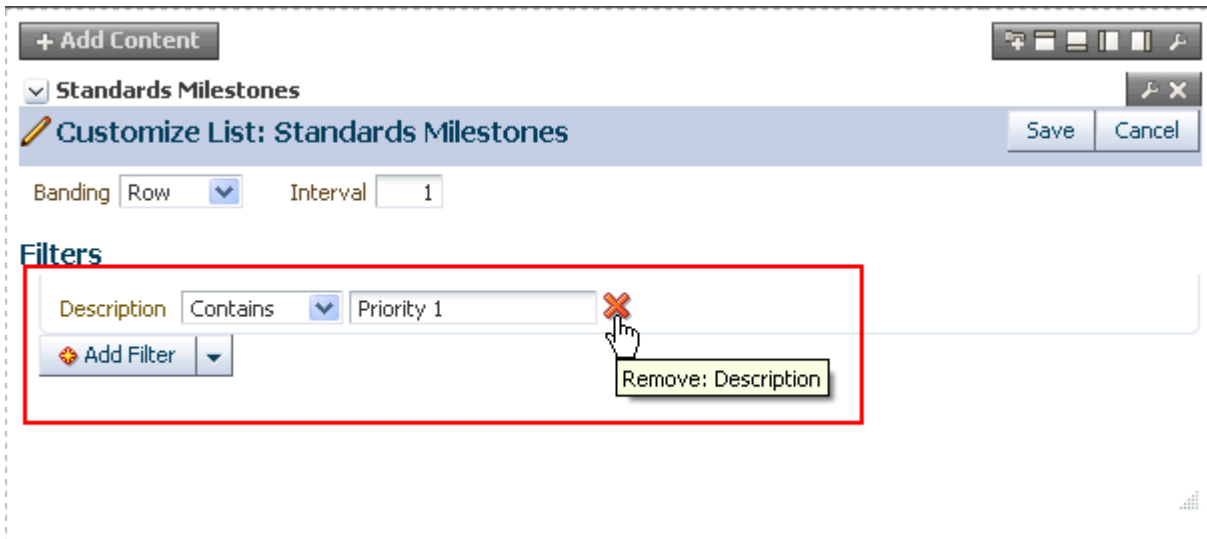 + Add Content
Standards Milestones
Customize List: Standards Milestones
Save
Cancel
Banding Row Interval 1
Filters
Description Contains Priority 1
Add Filter
Remove: Description